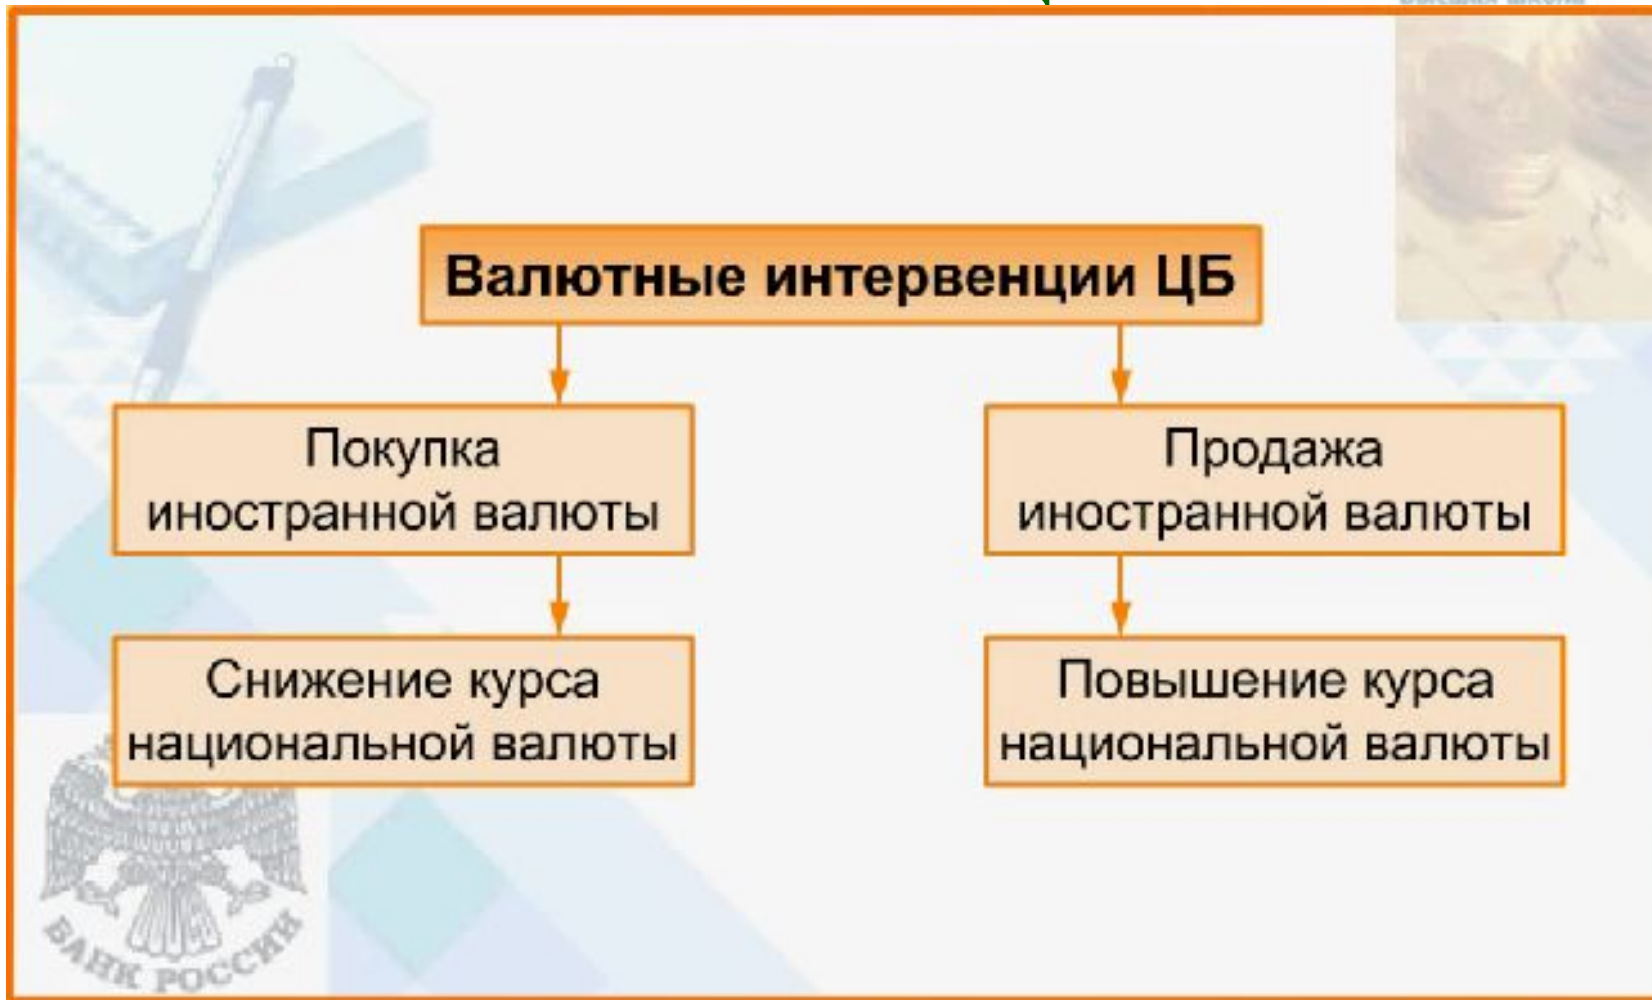 Валютные интервенции ЦБ
Покупка
иностранной валюты
Продажа
иностранной валюты
Снижение курса
национальной валюты
Повышение курса
национальной валюты
БАНК РОССИИ